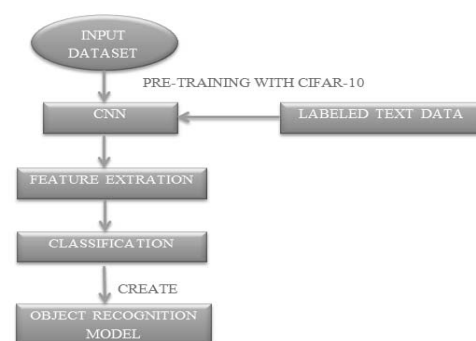 INPUT
DATASET
PRE-TRAINING WITH CIFAR-10
CNN
LABELED TEXT DATA
FEATURE EXTRATION
CLASSIFICATION
CREATE
OBJECT RECOGNITION
MODEL